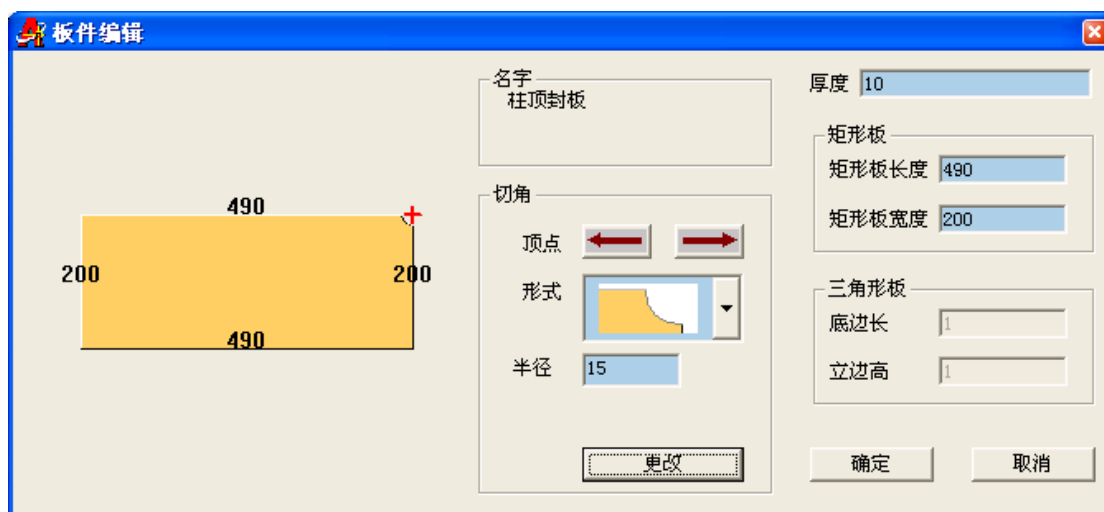 板件编辑
490
200
200
490
名字
柱顶封板
切角
顶点
形式
半径 15
更改
厚度 10
矩形板
矩形板长度 490
矩形板宽度 200
三角形板
底边长 1
立边高 1
确定 取消